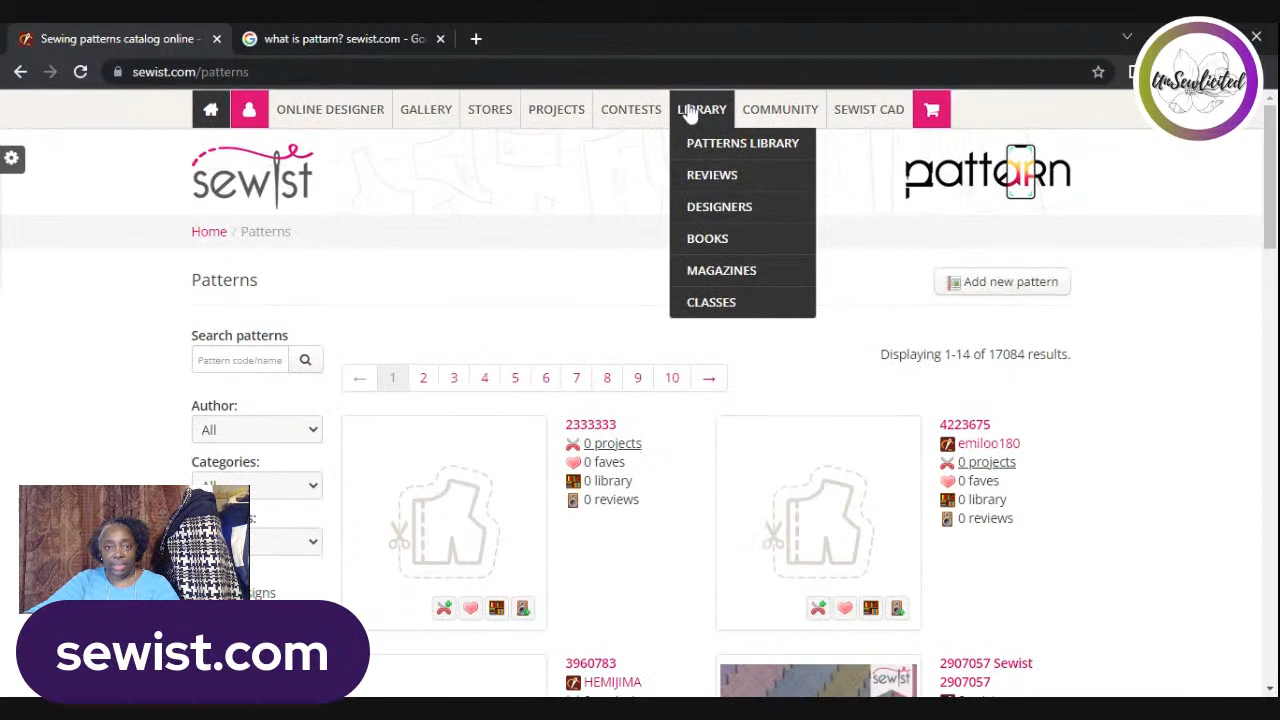 Sewing patterns catalog online -
what is pattarn? sewist.com - Go
sewist.com/patterns
UnSewlicited
ONLINE DESIGNER GALLERY STORES PROJECTS CONTESTS LIBRARY COMMUNITY SEWIST CAD
PATTERNS LIBRARY
REVIEWS
DESIGNERS
BOOKS
MAGAZINES
CLASSES
sewist
pattarn
Home / Patterns
Patterns
Add new pattern
Search patterns
Pattern code/name
Displaying 1-14 of 17084 results.
← 1 2 3 4 5 6 7 8 9 10 →
Author:
All
Categories:
2333333
0 projects
0 faves
0 library
0 reviews
4223675
emiloo180
0 projects
0 faves
0 library
0 reviews
3960783
HEMIJIMA
2907057 Sewist
2907057
sewist
sewist.com